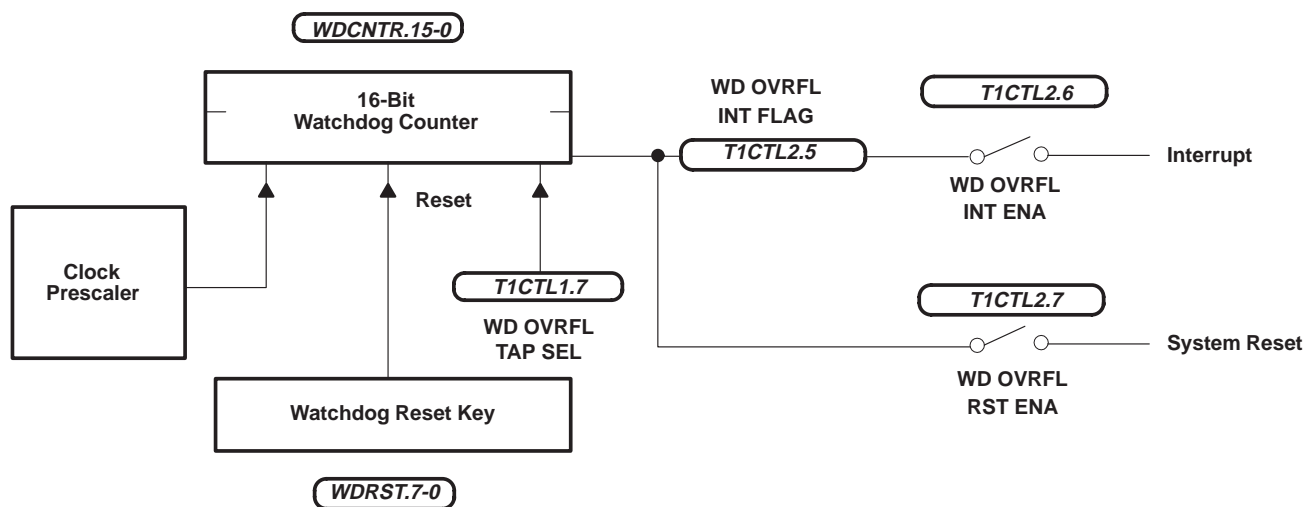 WDCNTR.15-0
16-Bit
Watchdog Counter
WD OVRFL
INT FLAG
T1CTL2.5
T1CTL2.6
WD OVRFL
INT ENA
Interrupt
Reset
Clock
Prescaler
T1CTL1.7
WD OVRFL
TAP SEL
T1CTL2.7
WD OVRFL
RST ENA
System Reset
Watchdog Reset Key
WDRST.7-0